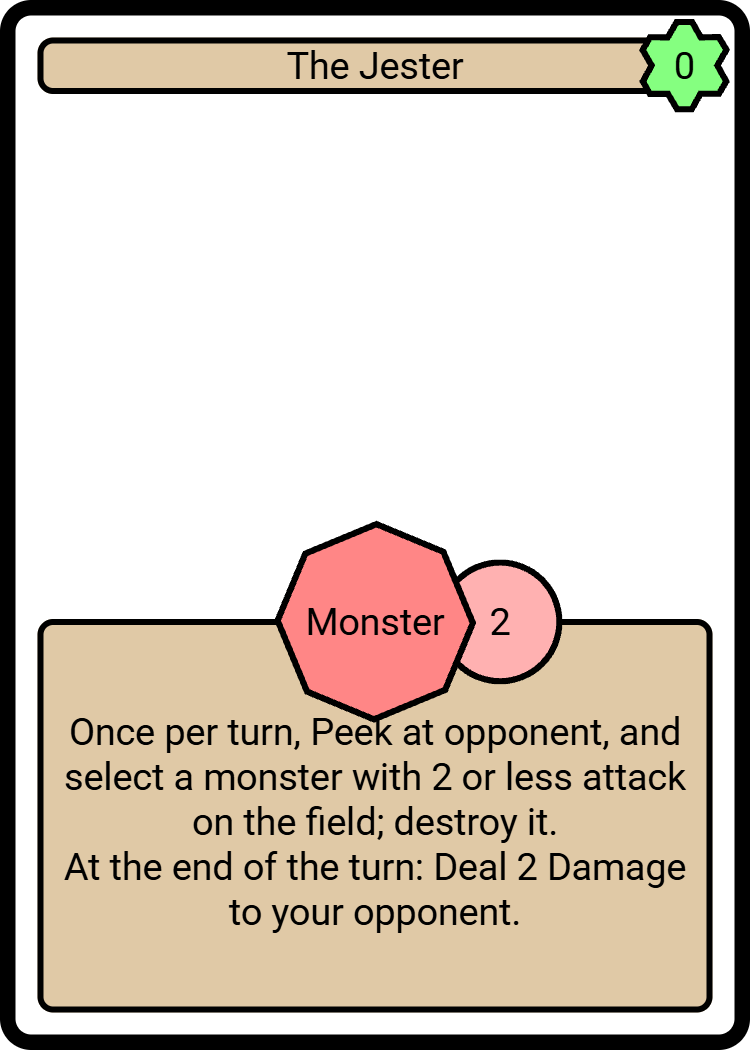 The Jester
0
Monster
2
Once per turn, Peek at opponent, and
select a monster with 2 or less attack
on the field; destroy it.
At the end of the turn: Deal 2 Damage
to your opponent.